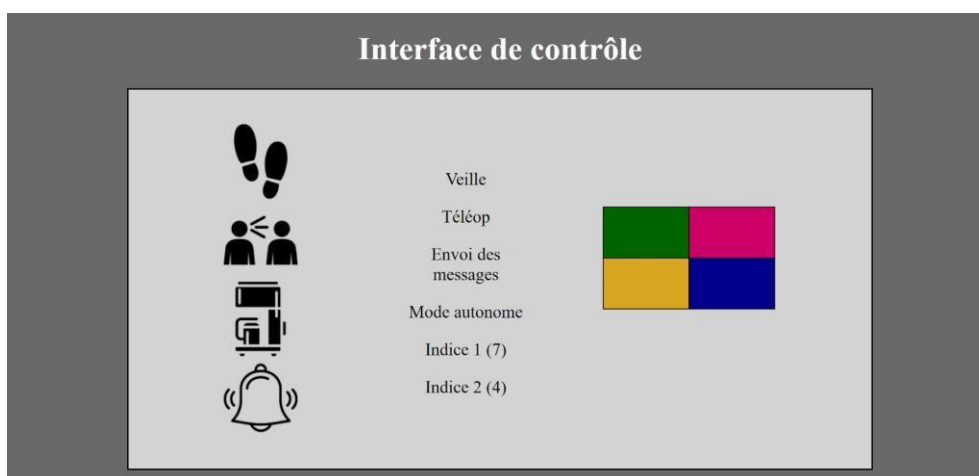 Interface de contrôle
Veille
Téléop
Envoi des
messages
Mode autonome
Indice 1 (7)
Indice 2 (4)